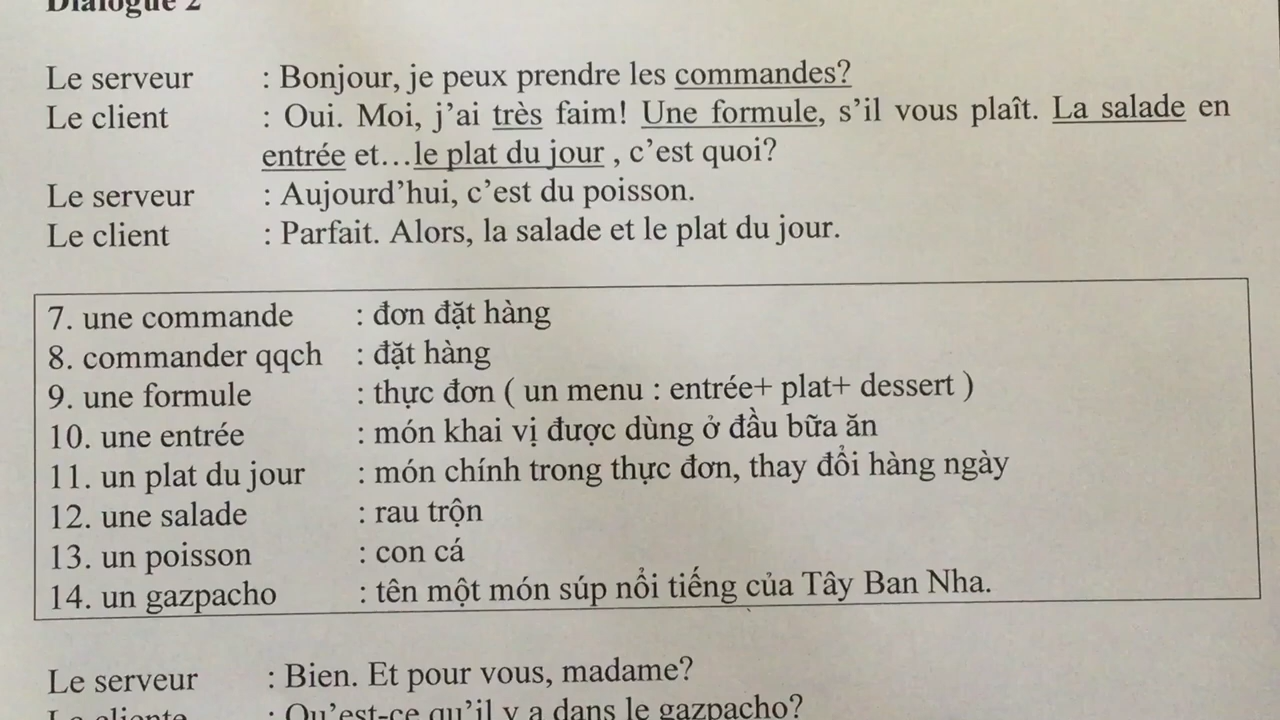 Dialogue 2
Le serveur : Bonjour, je peux prendre les commandes?
Le client : Oui. Moi, j'ai très faim! Une formule, s'il vous plaît. La salade en
entrée et...le plat du jour , c'est quoi?
Le serveur : Aujourd'hui, c'est du poisson.
Le client : Parfait. Alors, la salade et le plat du jour.
7. une commande : đơn đặt hàng
8. commander qqch : đặt hàng
9. une formule : thực đơn ( un menu : entrée+ plat+ dessert )
10. une entrée : món khai vị được dùng ở đầu bữa ăn
11. un plat du jour : món chính trong thực đơn, thay đổi hàng ngày
12. une salade : rau trộn
13. un poisson : con cá
14. un gazpacho : tên một món súp nổi tiếng của Tây Ban Nha.
Le serveur : Bien. Et pour vous, madame?
La cliente : Qu'est-ce qu'il y a dans le gazpacho?